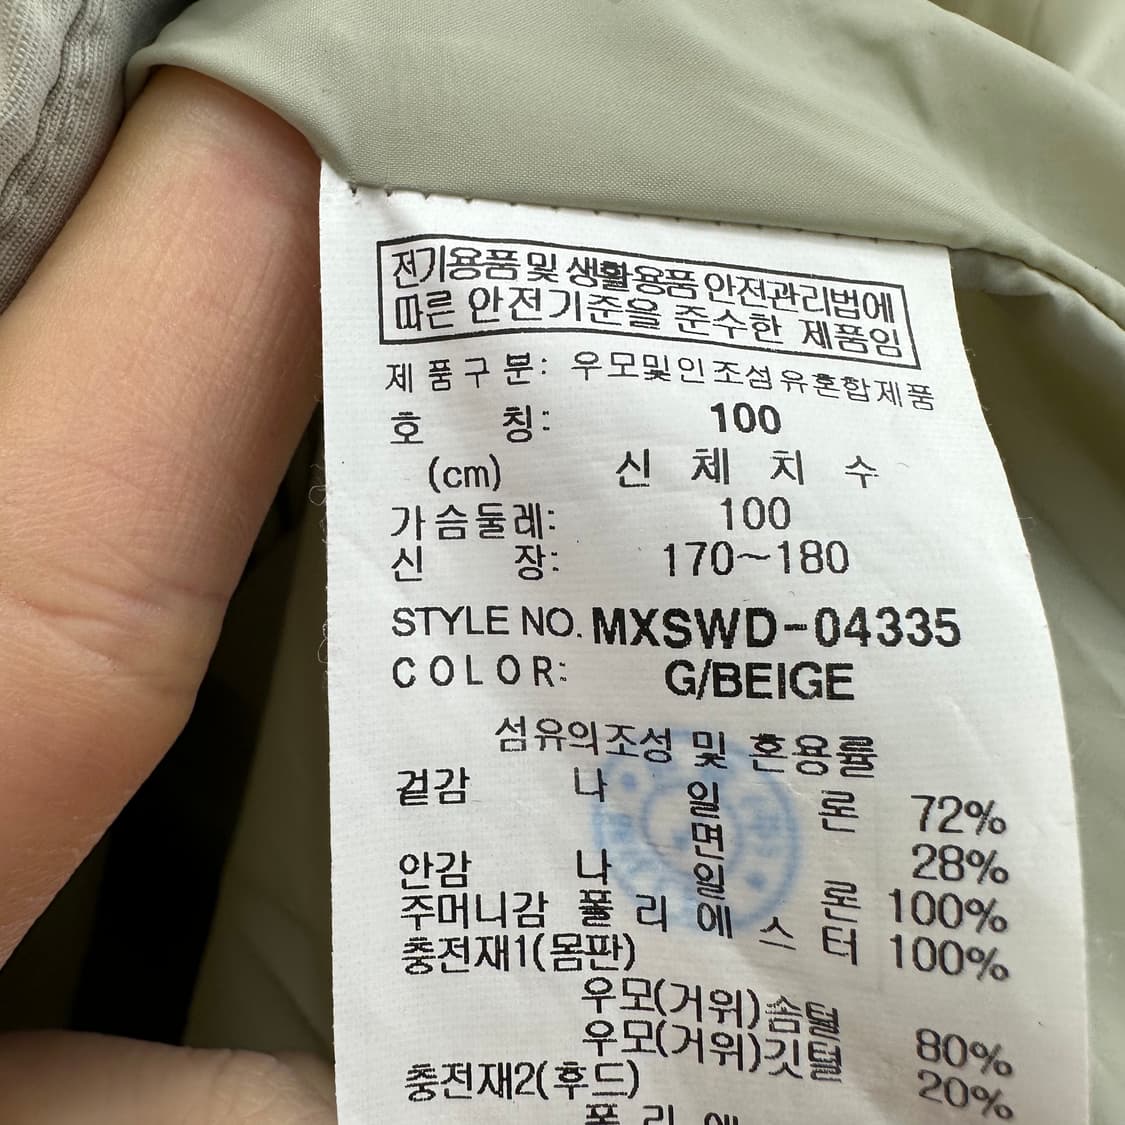 전기용품 및 생활용품 안전관리법에
따른 안전기준을 준수한 제품임
제품구분: 우모및인조섬유혼합제품
호 칭: 100
(cm) 신 체 치 수
가슴둘레: 100
신 장: 170~180
STYLE NO. MXSWD-04335
COLOR: G/BEIGE
섬유의조성 및 혼용률
겉감 나 일 론 72%
면 28%
안감 나 일 론 100%
주머니감 폴 리 에 스 터 100%
충전재1(몸판)
우모(거위)솜털 80%
우모(거위)깃털 20%
충전재2(후드)
폴 리 에